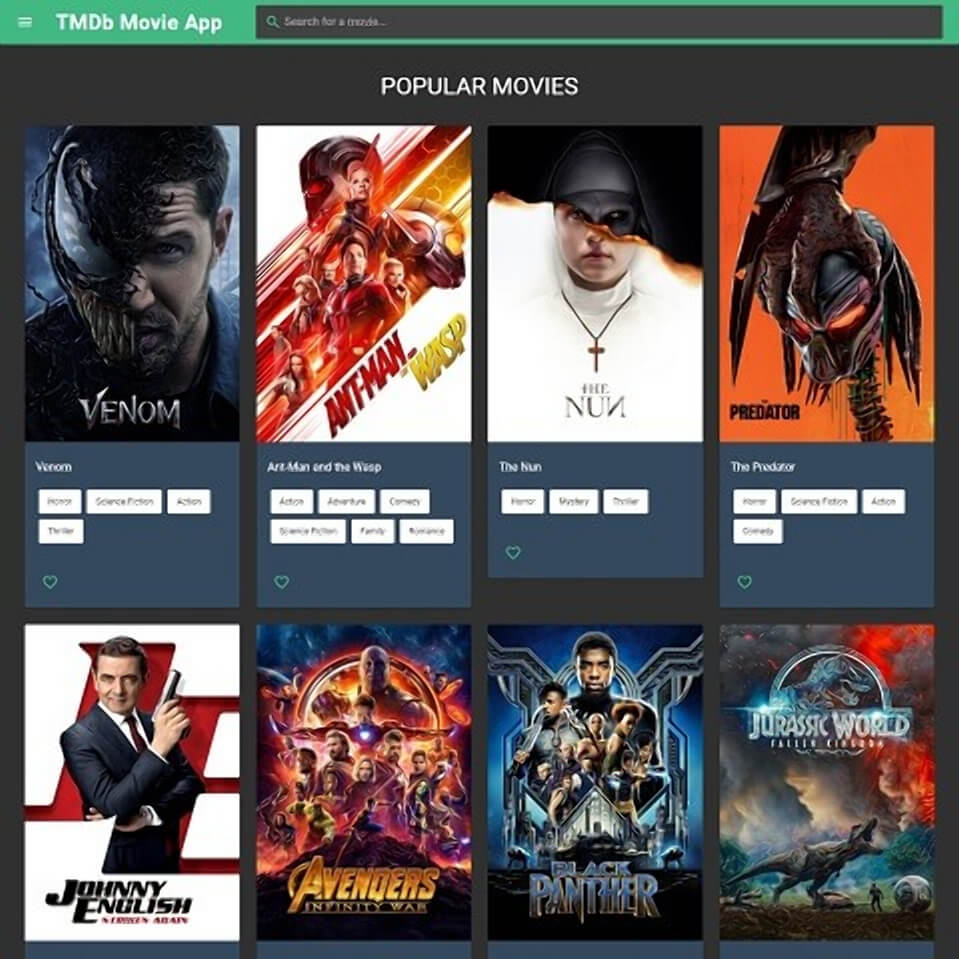 TMDb Movie App
Search for a movie...
POPULAR MOVIES
VENOM
ANT-MAN AND THE WASP
THE
NUN
THE
PREDATOR
Venom
Ant-Man and the Wasp
The Nun
The Predator
Horror Science Fiction Action
Thriller
Action Adventure Comedy
Science Fiction Family Romance
Horror Mystery Thriller
Horror Science Fiction Action
Comedy
JOHNNY
ENGLISH
STRIKES AGAIN
AVENGERS
INFINITY WAR
BLACK
PANTHER
JURASSIC WORLD
FALLEN KINGDOM